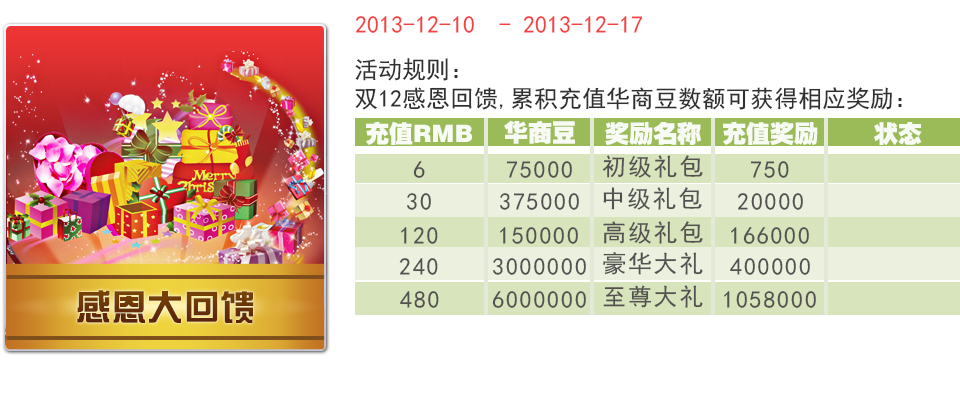 2013-12-10 - 2013-12-17
活动规则：
双12感恩回馈,累积充值华商豆数额可获得相应奖励：
充值RMB 华商豆 奖励名称 充值奖励 状态
6 75000 初级礼包 750
30 375000 中级礼包 20000
120 150000 高级礼包 166000
240 3000000 豪华大礼 400000
480 6000000 至尊大礼 1058000
Merry
Chris
感恩大回馈